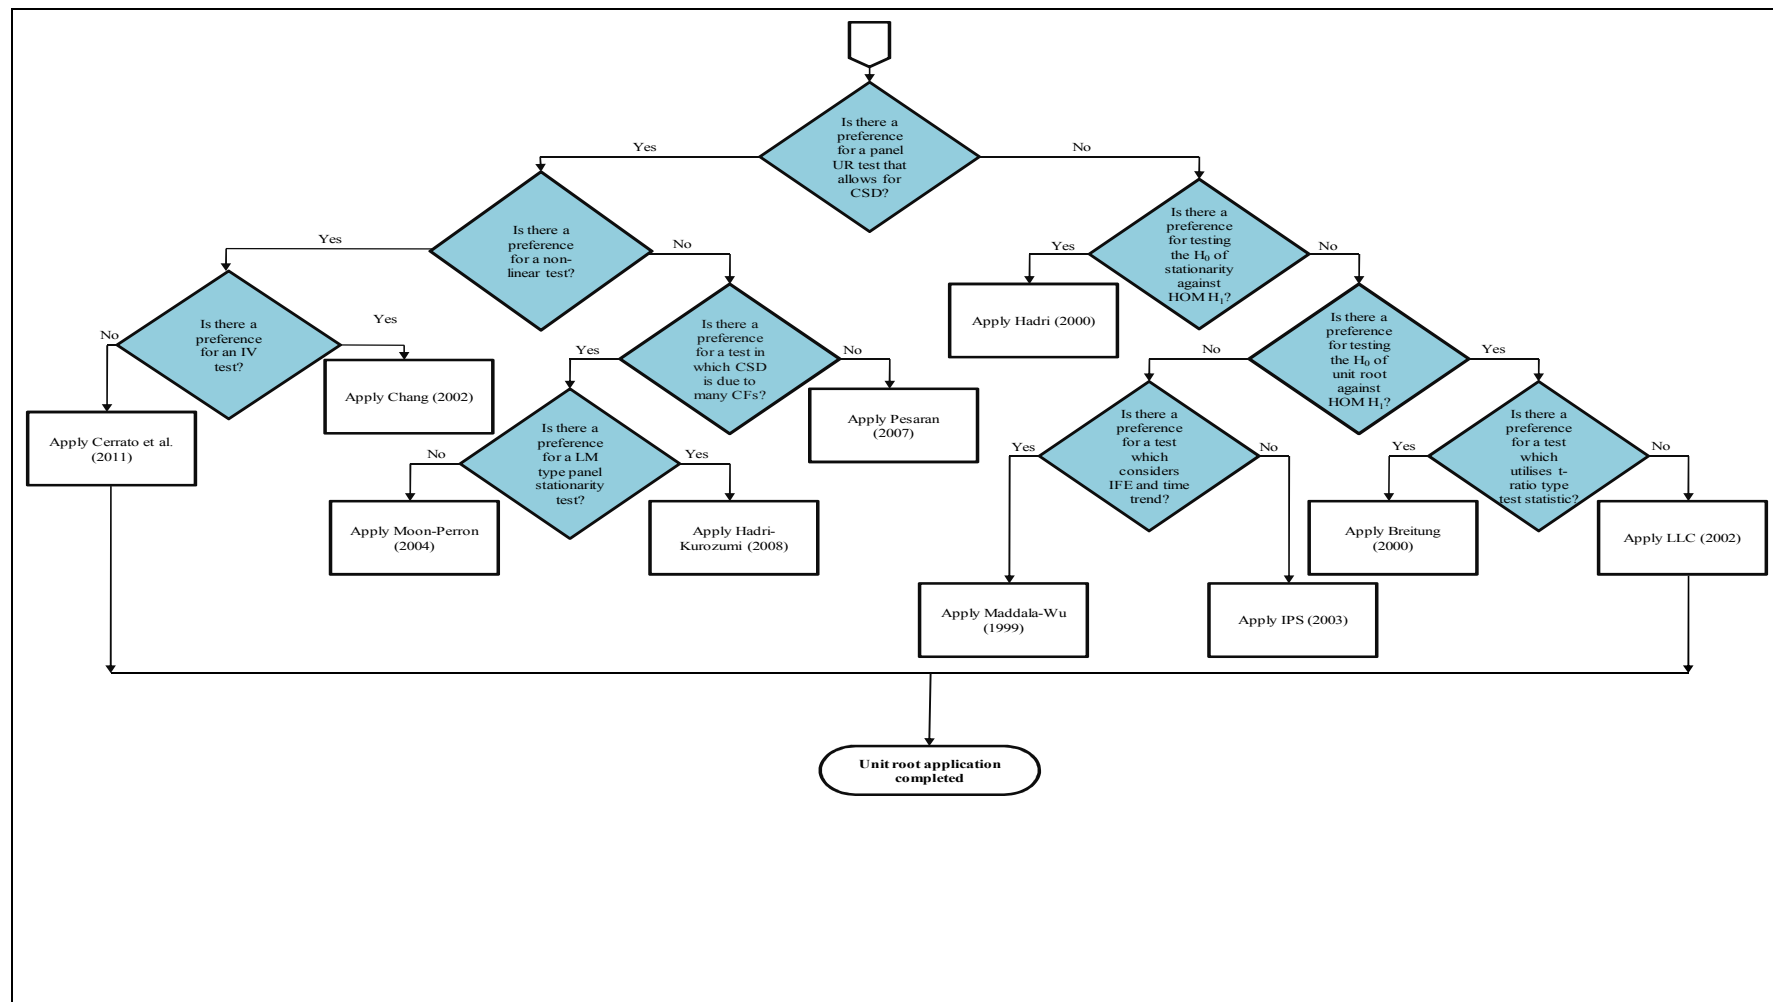 Is there a
preference
for a panel
UR test that
allows for
CSD?
Yes
No
Is there a
preference
for a non-
linear test?
Yes
No
Is there a
preference
for testing
the H₀ of
stationarity
against
HOM H₁?
Yes
No
Is there a
preference
for an IV
test?
No
Yes
Is there a
preference
for a test in
which CSD
is due to
many CFs?
Yes
No
Apply Hadri (2000)
Is there a
preference
for testing
the H₀ of
unit root
against
HOM H₁?
No
Yes
Apply Cerrato et al.
(2011)
Apply Chang (2002)
Is there a
preference
for a LM
type panel
stationarity
test?
No
Yes
Apply Pesaran
(2007)
Is there a
preference
for a test
which
considers
IFE and time
trend?
Yes
No
Is there a
preference
for a test
which
utilises t-
ratio type
test statistic?
Yes
No
Apply Moon-Perron
(2004)
Apply Hadri-
Kurozumi (2008)
Apply Breitung
(2000)
Apply LLC (2002)
Apply Maddala-Wu
(1999)
Apply IPS (2003)
Unit root application
completed